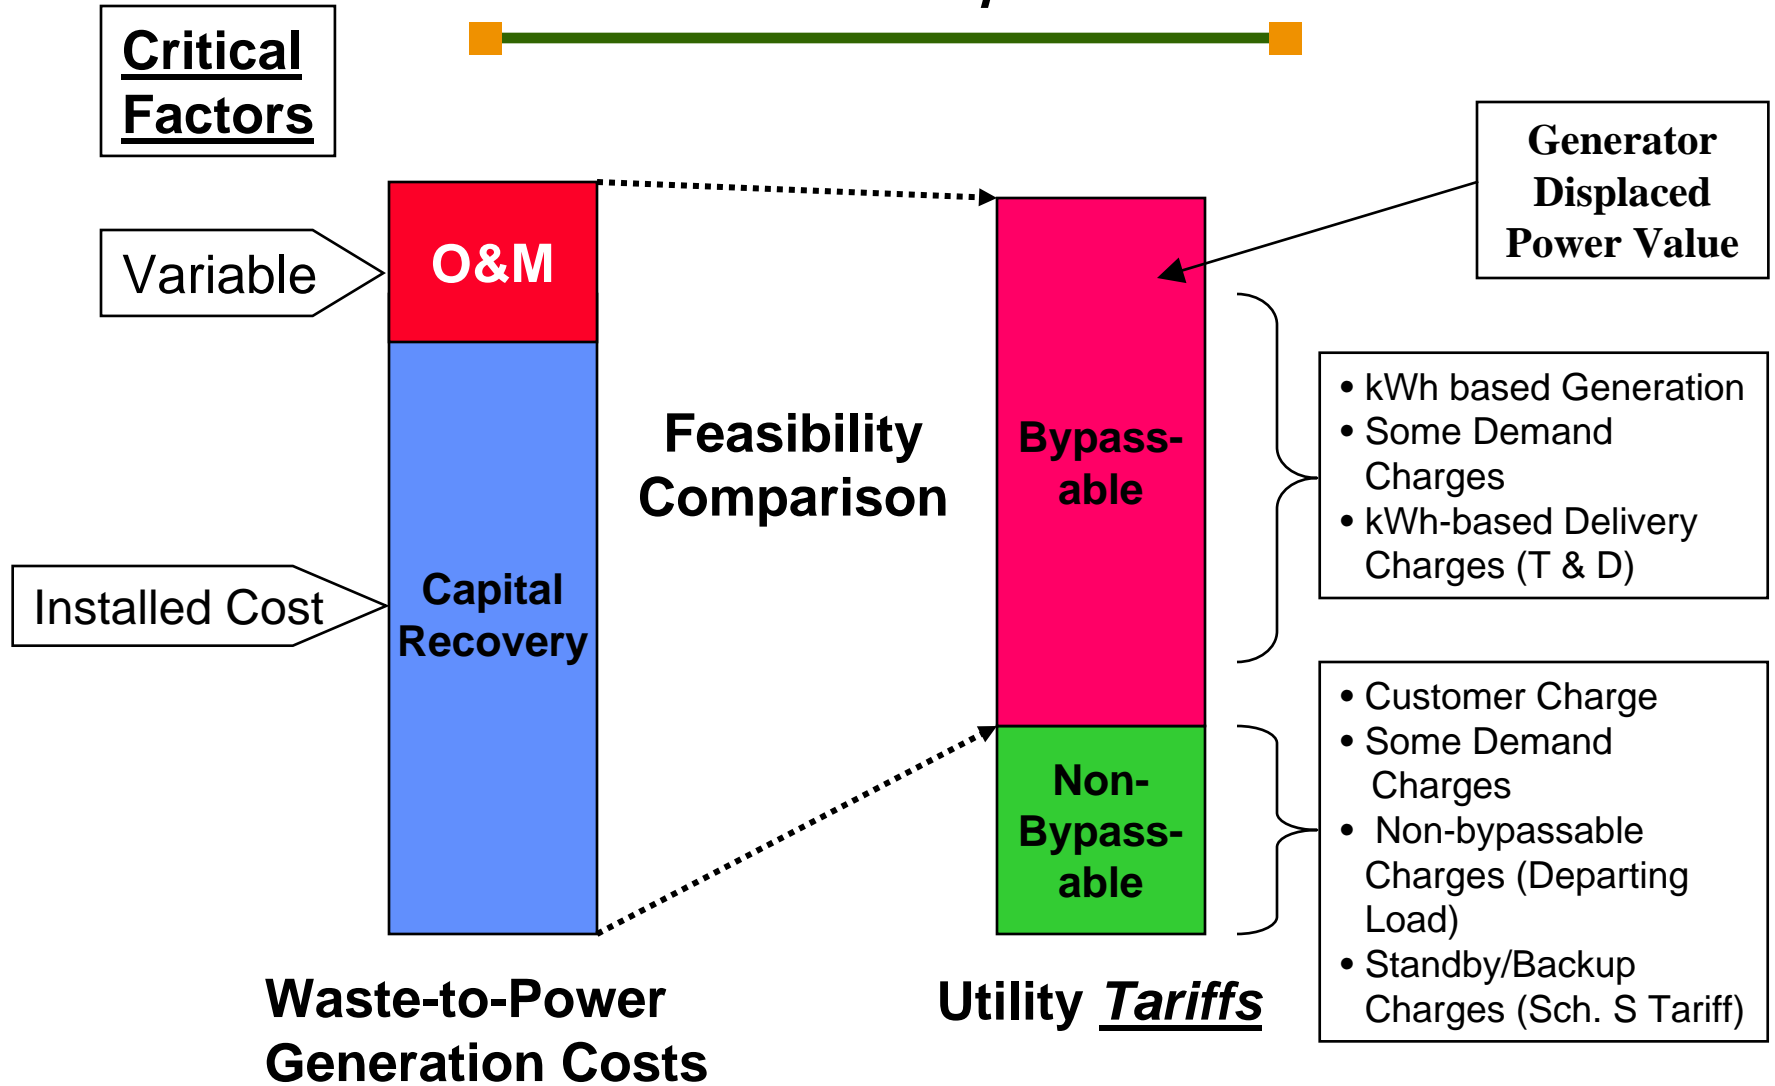 Critical
Factors
Generator
Displaced
Power Value
Variable
O&M
Installed Cost
Capital
Recovery
Feasibility
Comparison
Bypass-
able
• kWh based Generation
• Some Demand
Charges
• kWh-based Delivery
Charges (T & D)
Non-
Bypass-
able
• Customer Charge
• Some Demand
Charges
• Non-bypassable
Charges (Departing
Load)
• Standby/Backup
Charges (Sch. S Tariff)
Waste-to-Power
Generation Costs
Utility Tariffs